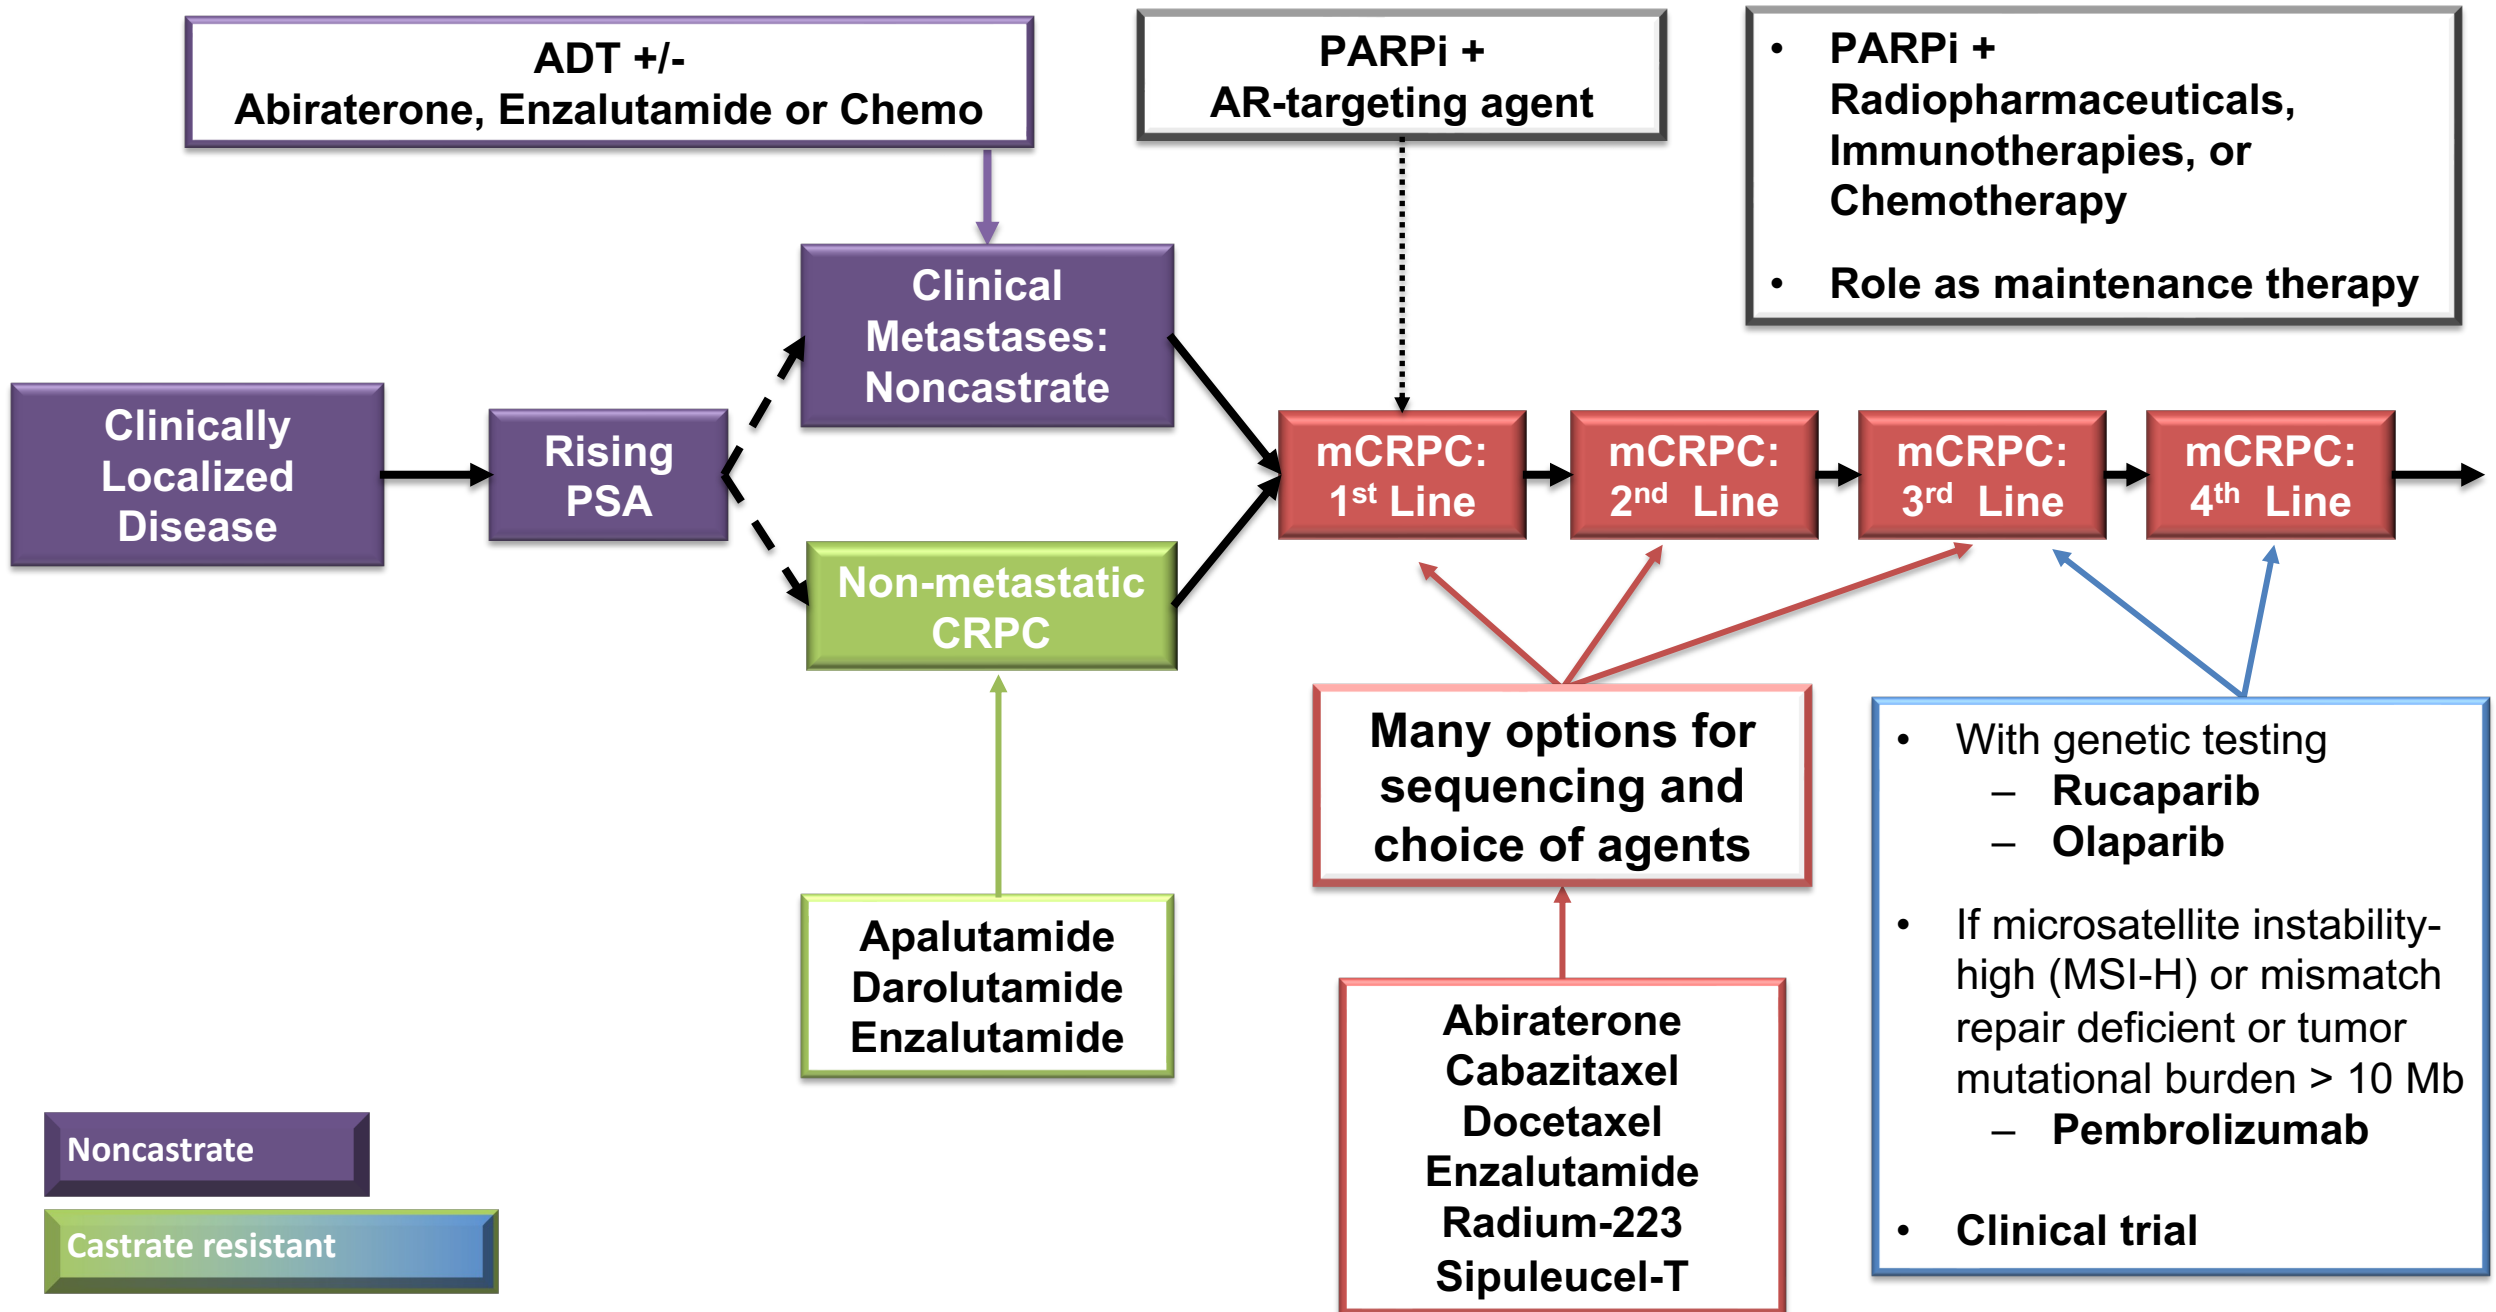 ADT +/-
Abiraterone, Enzalutamide or Chemo
PARPi +
AR-targeting agent
• PARPi +
Radiopharmaceuticals,
Immunotherapies, or
Chemotherapy
• Role as maintenance therapy
Clinically
Localized
Disease
Rising
PSA
Clinical
Metastases:
Noncastrate
Non-metastatic
CRPC
mCRPC:
1st Line
mCRPC:
2nd Line
mCRPC:
3rd Line
mCRPC:
4th Line
Apalutamide
Darolutamide
Enzalutamide
Many options for
sequencing and
choice of agents
Abiraterone
Cabazitaxel
Docetaxel
Enzalutamide
Radium-223
Sipuleucel-T
• With genetic testing
– Rucaparib
– Olaparib
• If microsatellite instability-
high (MSI-H) or mismatch
repair deficient or tumor
mutational burden > 10 Mb
– Pembrolizumab
• Clinical trial
Noncastrate
Castrate resistant